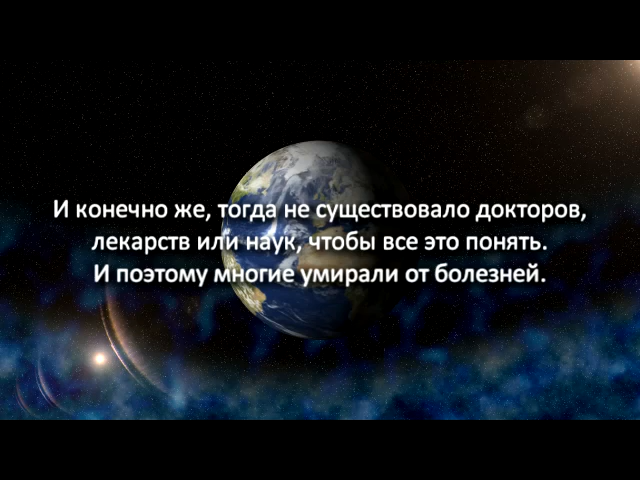 И конечно же, тогда не существовало докторов,
лекарств или наук, чтобы все это понять.
И поэтому многие умирали от болезней.